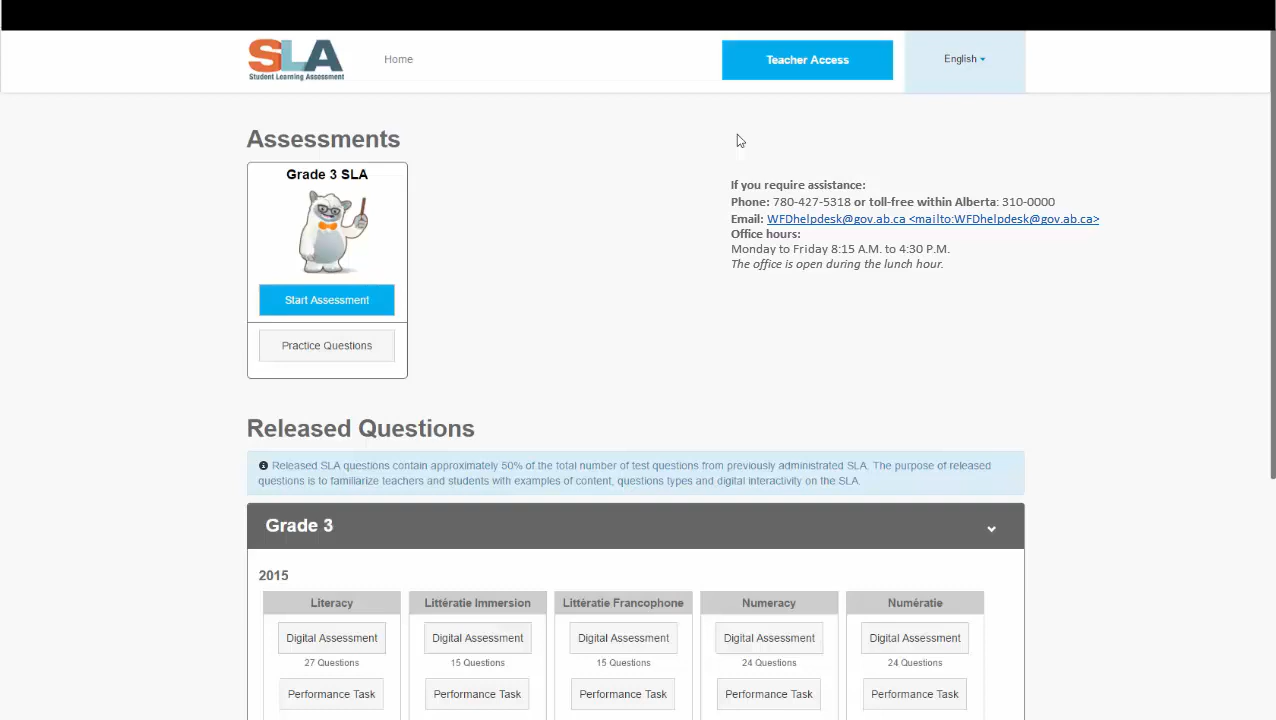 SLA
Student Learning Assessment
Home
Teacher Access
English
Assessments
Grade 3 SLA
Start Assessment
Practice Questions
If you require assistance:
Phone: 780-427-5318 or toll-free within Alberta: 310-0000
Email: WFDhelpdesk@gov.ab.ca <mailto:WFDhelpdesk@gov.ab.ca>
Office hours:
Monday to Friday 8:15 A.M. to 4:30 P.M.
The office is open during the lunch hour.
Released Questions
Released SLA questions contain approximately 50% of the total number of test questions from previously administrated SLA. The purpose of released
questions is to familiarize teachers and students with examples of content, questions types and digital interactivity on the SLA.
Grade 3
2015
Literacy Littératie Immersion Littératie Francophone Numeracy Numératie
Digital Assessment Digital Assessment Digital Assessment Digital Assessment Digital Assessment
27 Questions 15 Questions 15 Questions 24 Questions 24 Questions
Performance Task Performance Task Performance Task Performance Task Performance Task